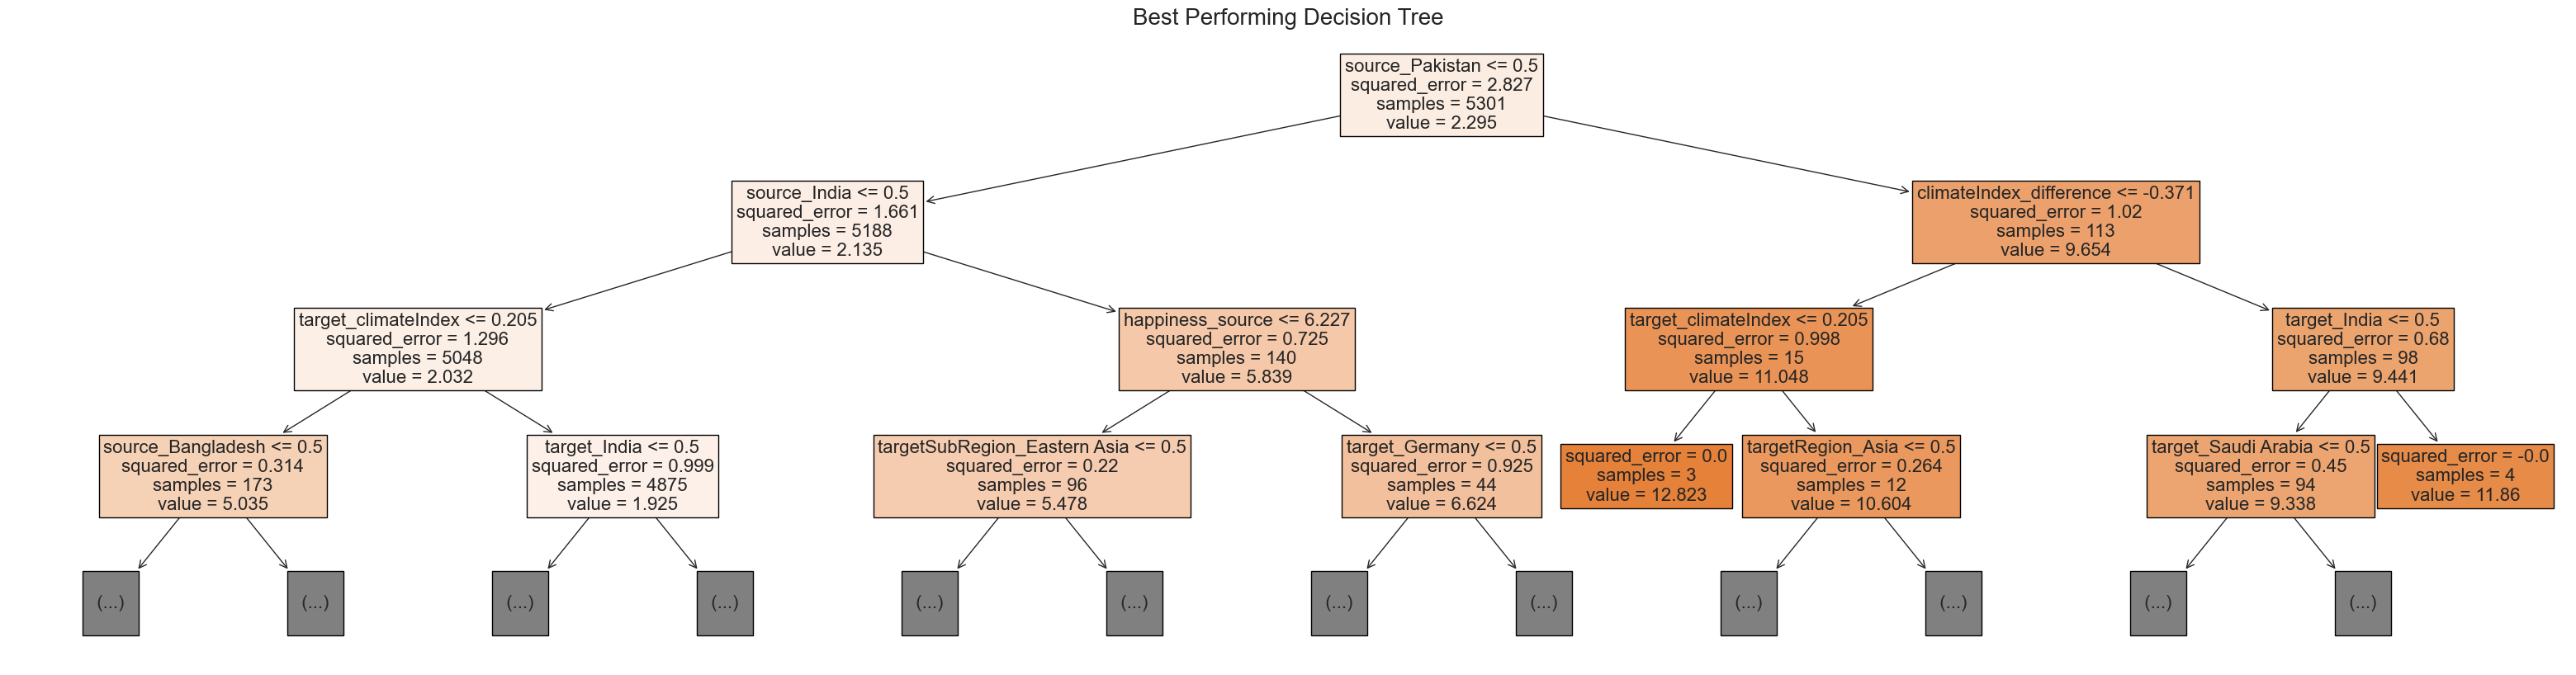 Best Performing Decision Tree
source_Pakistan <= 0.5
squared_error = 2.827
samples = 5301
value = 2.295
source_India <= 0.5
squared_error = 1.661
samples = 5188
value = 2.135
climateIndex_difference <= -0.371
squared_error = 1.02
samples = 113
value = 9.654
target_climateIndex <= 0.205
squared_error = 1.296
samples = 5048
value = 2.032
happiness_source <= 6.227
squared_error = 0.725
samples = 140
value = 5.839
target_climateIndex <= 0.205
squared_error = 0.998
samples = 15
value = 11.048
target_India <= 0.5
squared_error = 0.68
samples = 98
value = 9.441
source_Bangladesh <= 0.5
squared_error = 0.314
samples = 173
value = 5.035
target_India <= 0.5
squared_error = 0.999
samples = 4875
value = 1.925
targetSubRegion_Eastern Asia <= 0.5
squared_error = 0.22
samples = 96
value = 5.478
target_Germany <= 0.5
squared_error = 0.925
samples = 44
value = 6.624
squared_error = 0.0
samples = 3
value = 12.823
targetRegion_Asia <= 0.5
squared_error = 0.264
samples = 12
value = 10.604
target_Saudi Arabia <= 0.5
squared_error = 0.45
samples = 94
value = 9.338
squared_error = -0.0
samples = 4
value = 11.86
(...)
(...)
(...)
(...)
(...)
(...)
(...)
(...)
(...)
(...)
(...)
(...)